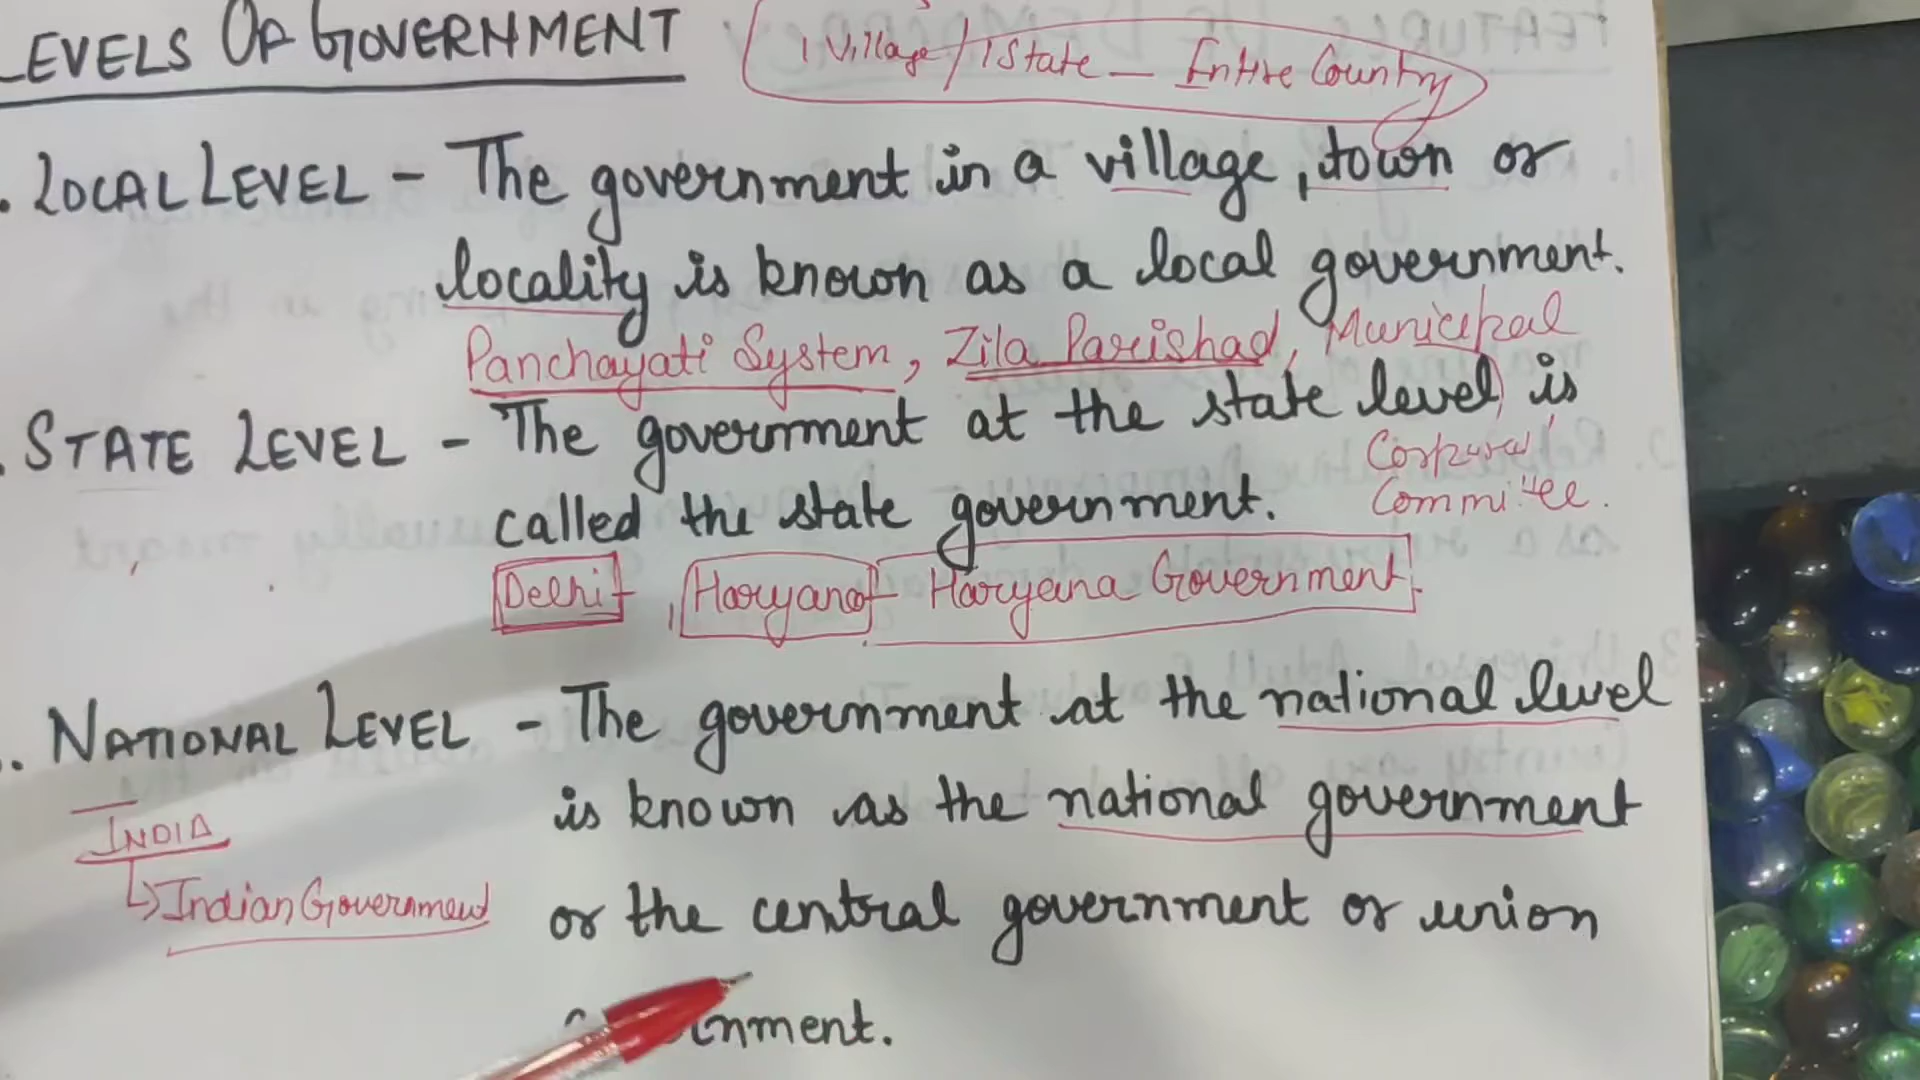 LEVELS OF GOVERNMENT
1 Village / 1 State — Entire Country
. LOCAL LEVEL - The government in a village, town or
locality is known as a local government.
Panchayati System, Zila Parishad, Municipal
. STATE LEVEL - The government at the state level is
Committee.
called the state government.
Delhi, Haryana Haryana Government.
.. NATIONAL LEVEL - The government at the national level
is known as the national government
INDIA
Indian Government
or the central government or union